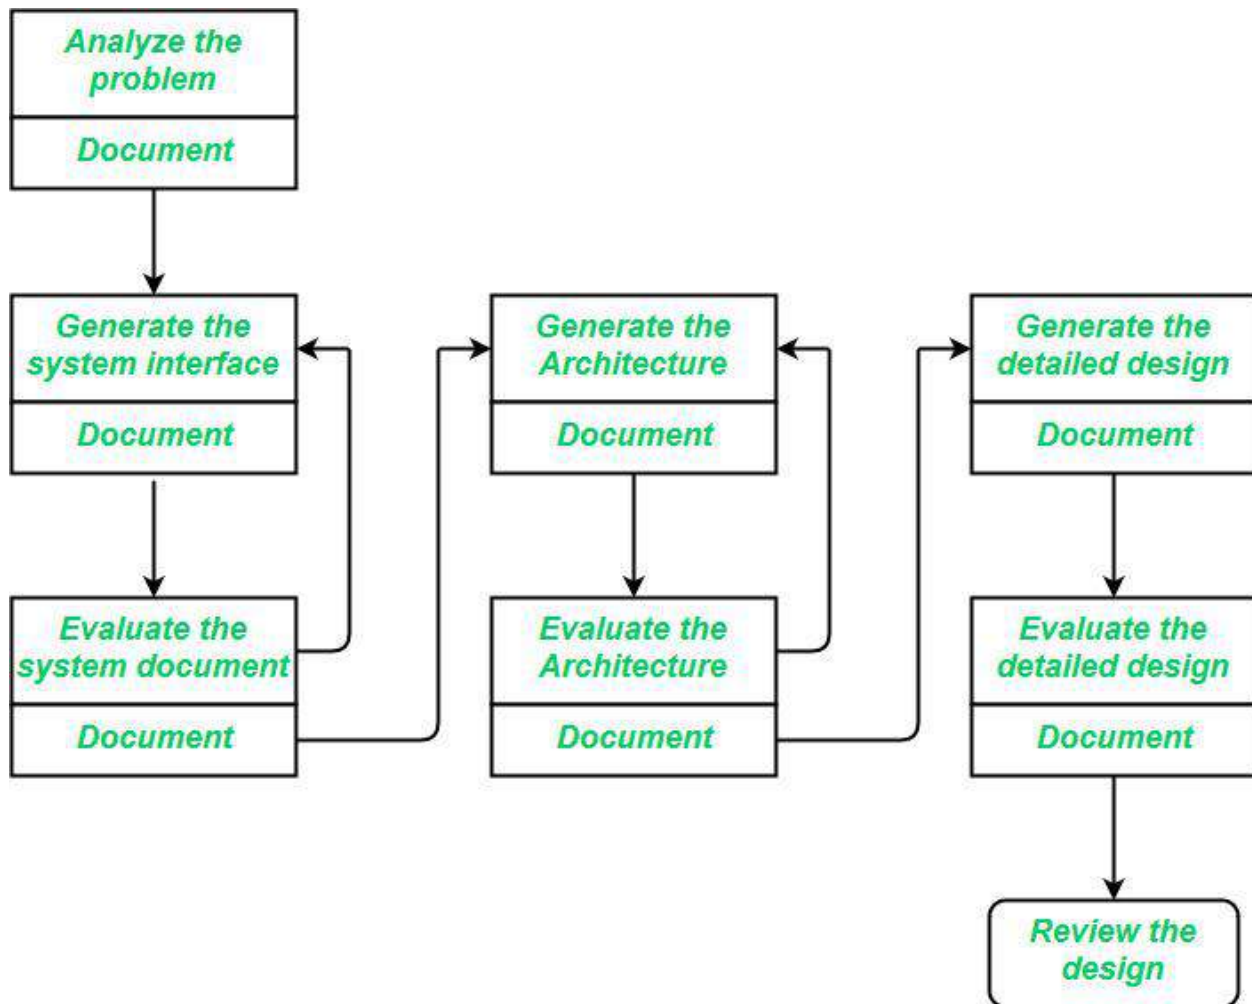 Analyze the
problem
Document
Generate the
system interface
Document
Evaluate the
system document
Document
Generate the
Architecture
Document
Evaluate the
Architecture
Document
Generate the
detailed design
Document
Evaluate the
detailed design
Document
Review the
design